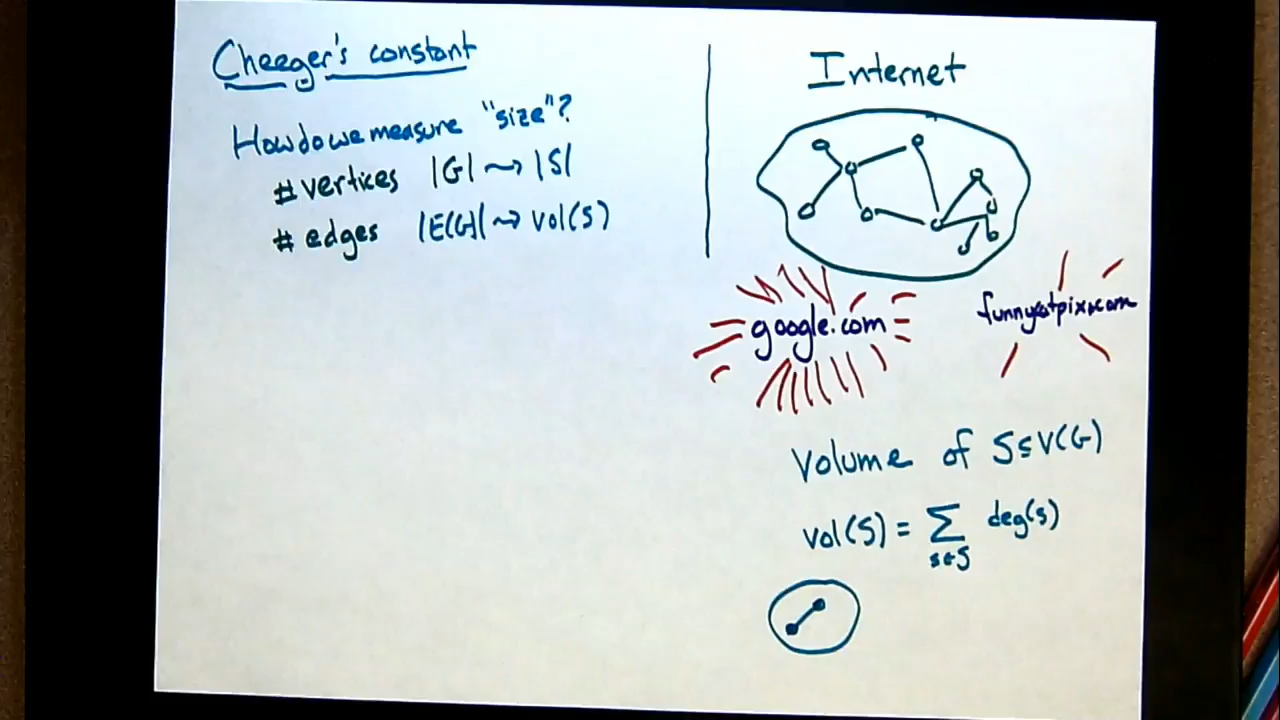 Cheeger's constant
How do we measure "size"?
# vertices |G| ⇝ |S|
# edges |E(G)| ⇝ vol(S)
Internet
google.com
funnycatpix.com
Volume of S⊆V(G)
vol(S) = ∑ deg(s)
s∈S